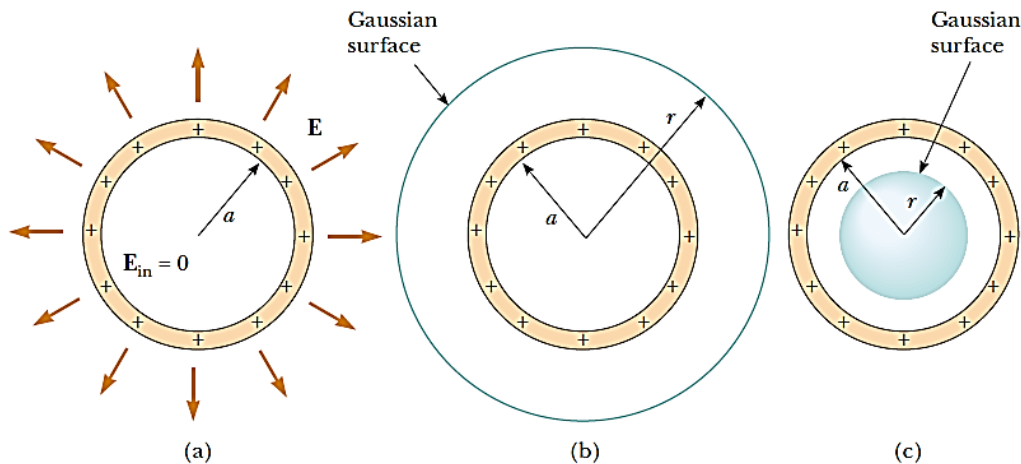 Gaussian
surface
Gaussian
surface
+ + + + + + + + + + + +
E
a
E_in = 0
+ + + + + + + + + + + +
r
a
+ + + + + + + + + + + +
a
r
(a)
(b)
(c)